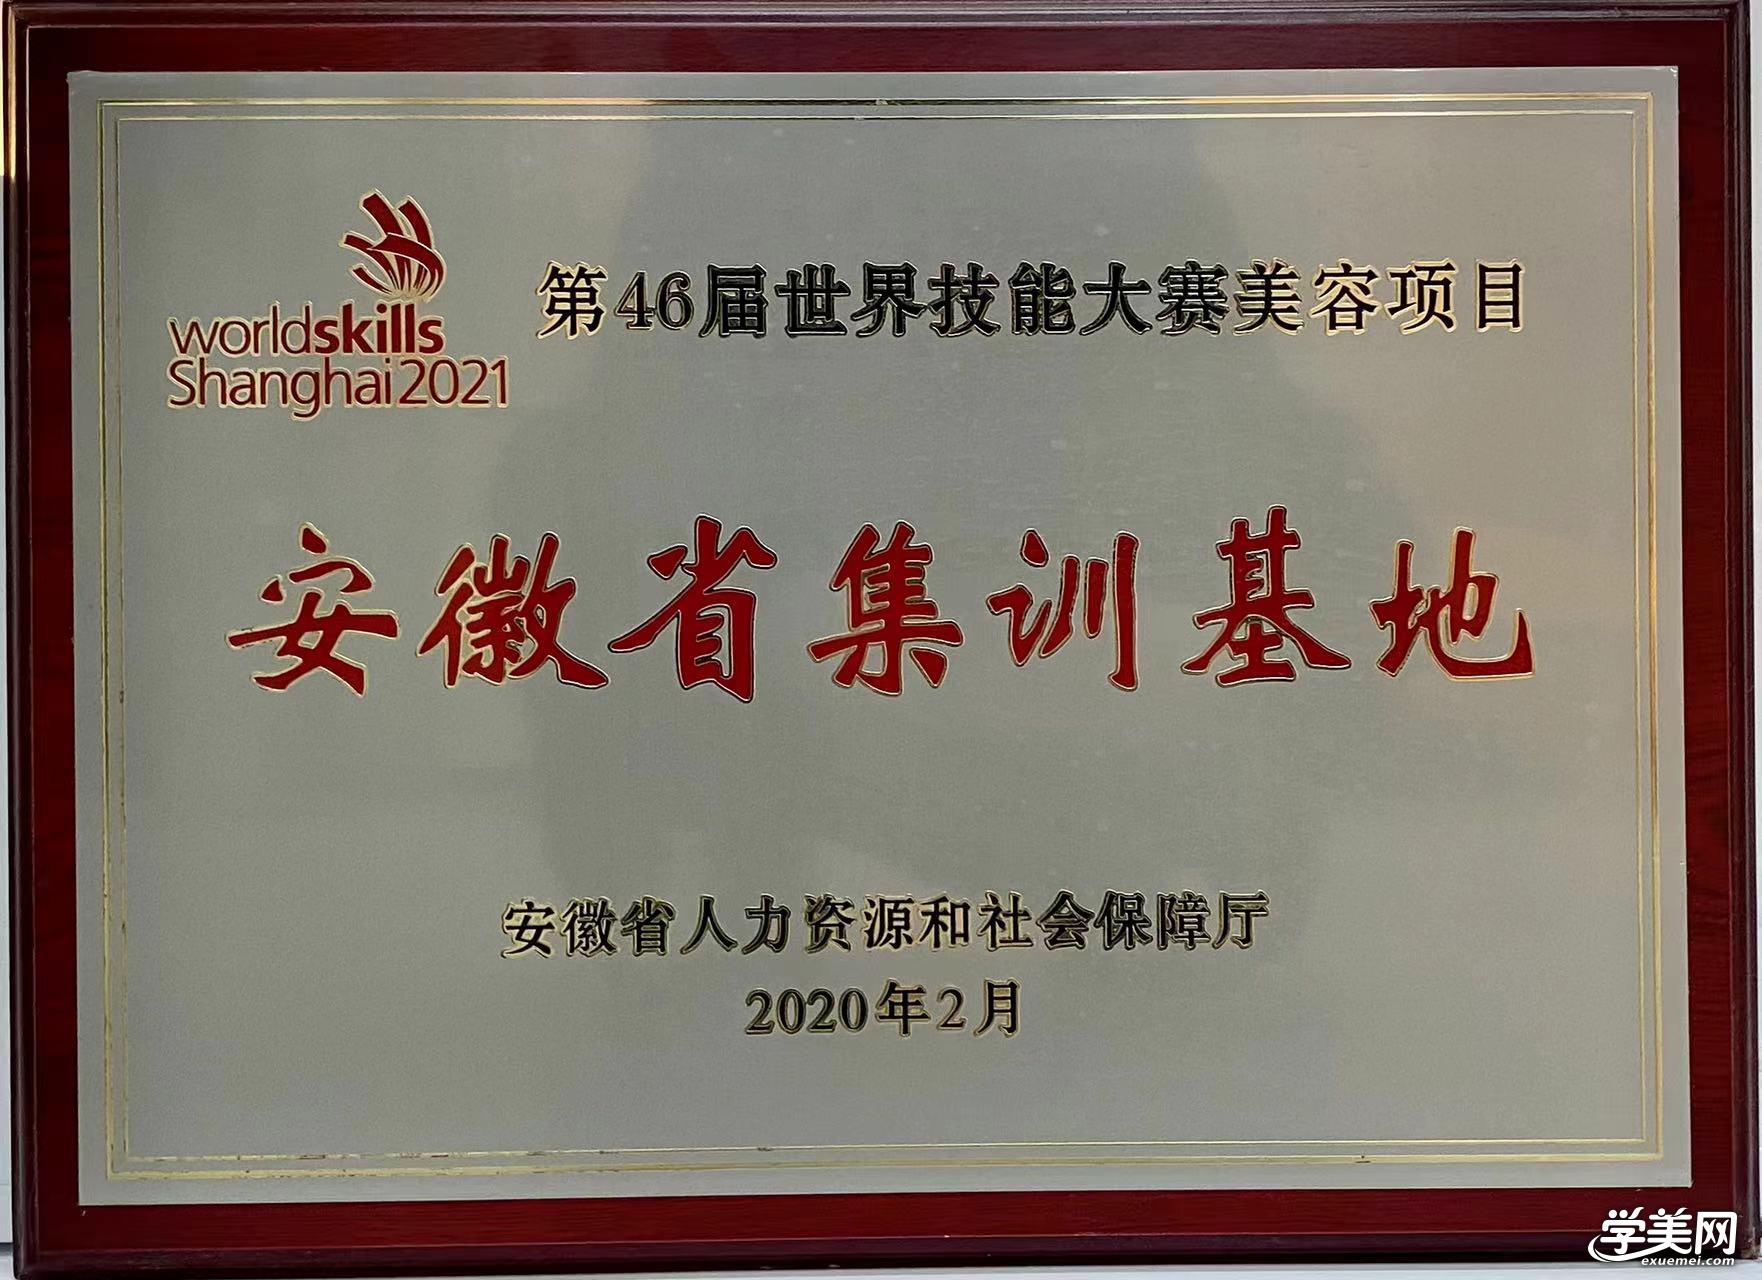 worldskills
Shanghai2021
第46届世界技能大赛美容项目
安徽省集训基地
安徽省人力资源和社会保障厅
2020年2月
学美网
exuemei.com